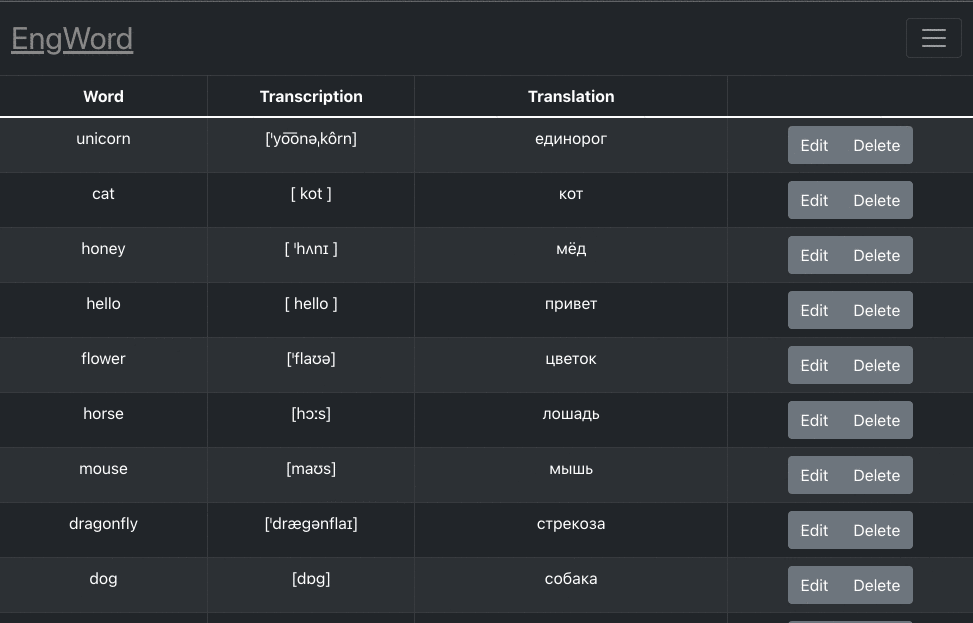 EngWord
Word Transcription Translation
unicorn [ˈyo͞onəˌkôrn] единорог Edit Delete
cat [ kot ] кот Edit Delete
honey [ ˈhʌnɪ ] мёд Edit Delete
hello [ hello ] привет Edit Delete
flower [ˈflaʊə] цветок Edit Delete
horse [hɔːs] лошадь Edit Delete
mouse [maʊs] мышь Edit Delete
dragonfly [ˈdrægənflaɪ] стрекоза Edit Delete
dog [dɒg] собака Edit Delete